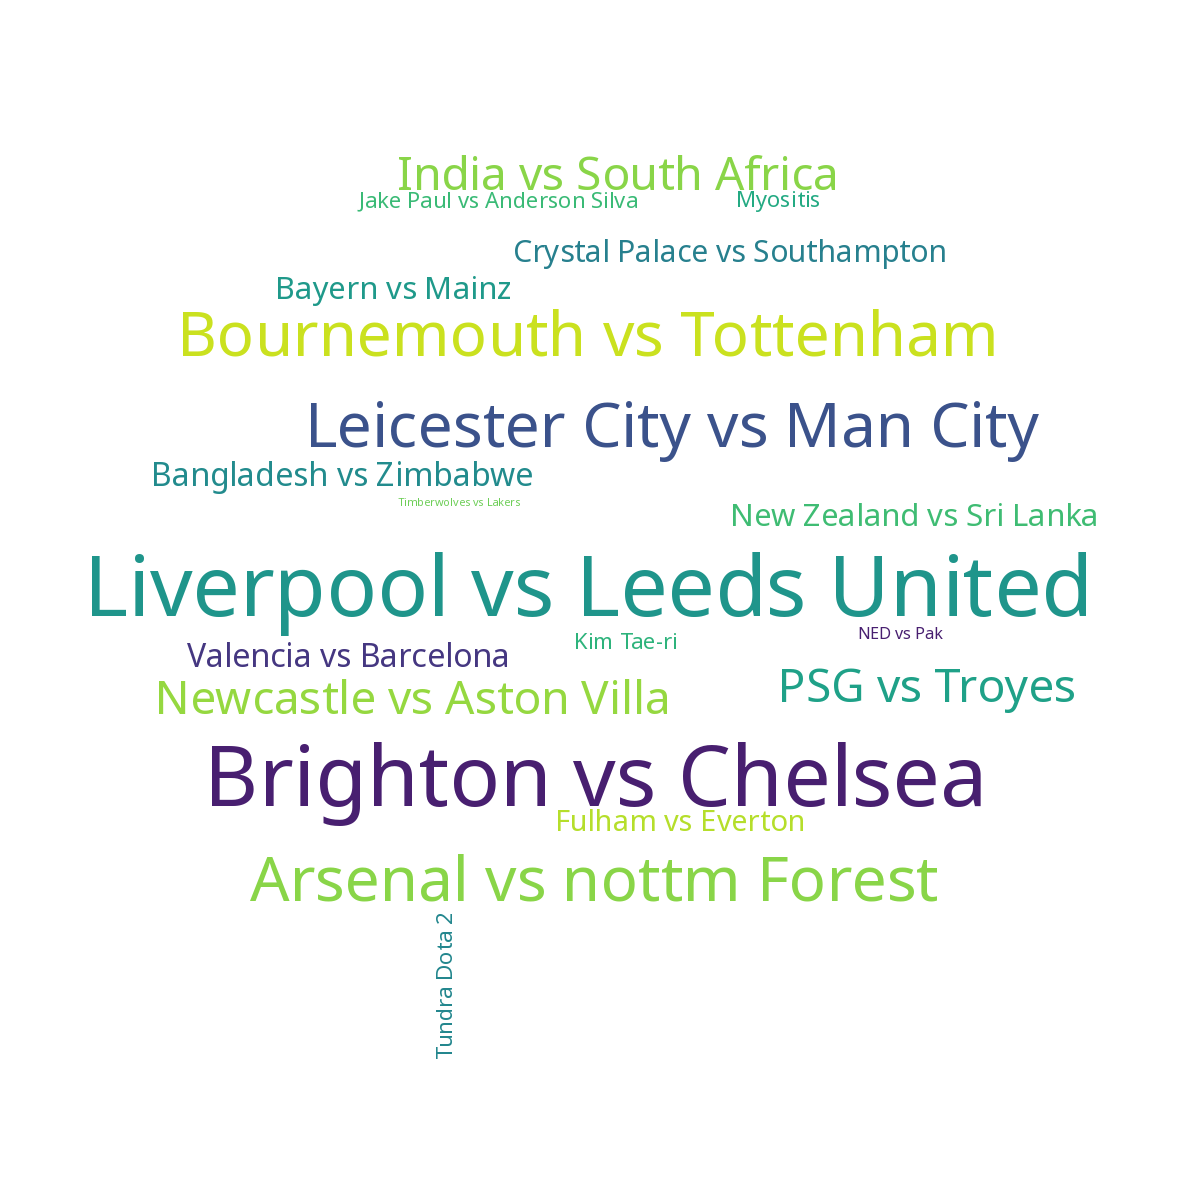 India vs South Africa
Jake Paul vs Anderson Silva
Myositis
Crystal Palace vs Southampton
Bayern vs Mainz
Bournemouth vs Tottenham
Leicester City vs Man City
Bangladesh vs Zimbabwe
Timberwolves vs Lakers
New Zealand vs Sri Lanka
Liverpool vs Leeds United
NED vs Pak
Kim Tae-ri
Valencia vs Barcelona
PSG vs Troyes
Newcastle vs Aston Villa
Brighton vs Chelsea
Fulham vs Everton
Arsenal vs nottm Forest
Tundra Dota 2